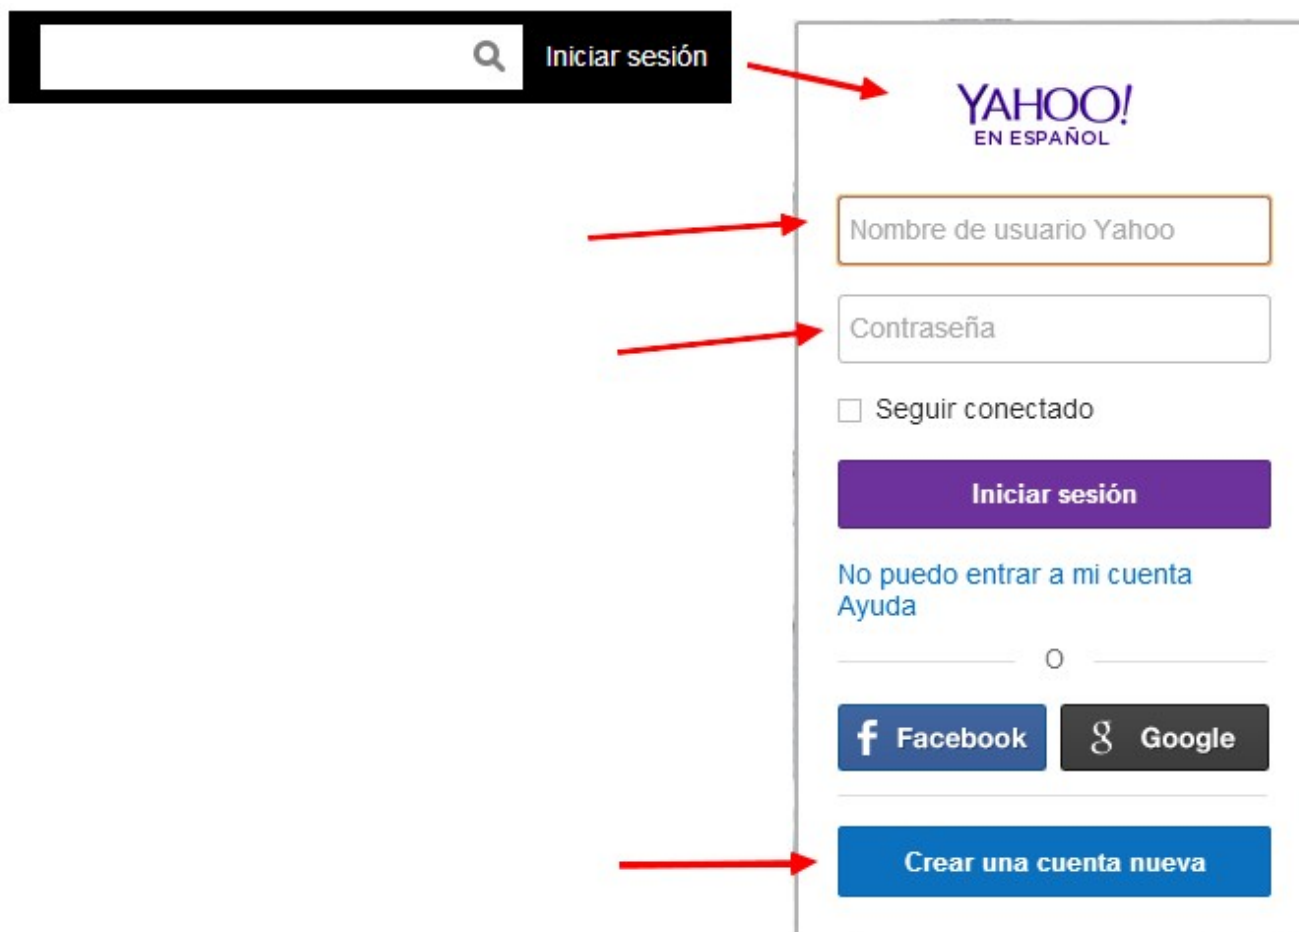 Iniciar sesión
YAHOO!
EN ESPAÑOL
Nombre de usuario Yahoo
Contraseña
Seguir conectado
Iniciar sesión
No puedo entrar a mi cuenta
Ayuda
O
f Facebook
g Google
Crear una cuenta nueva